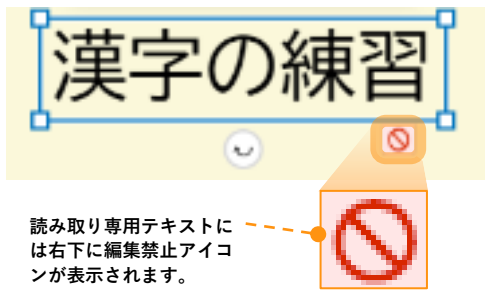 漢字の練習
読み取り専用テキストに
は右下に編集禁止アイコ
ンが表示されます。